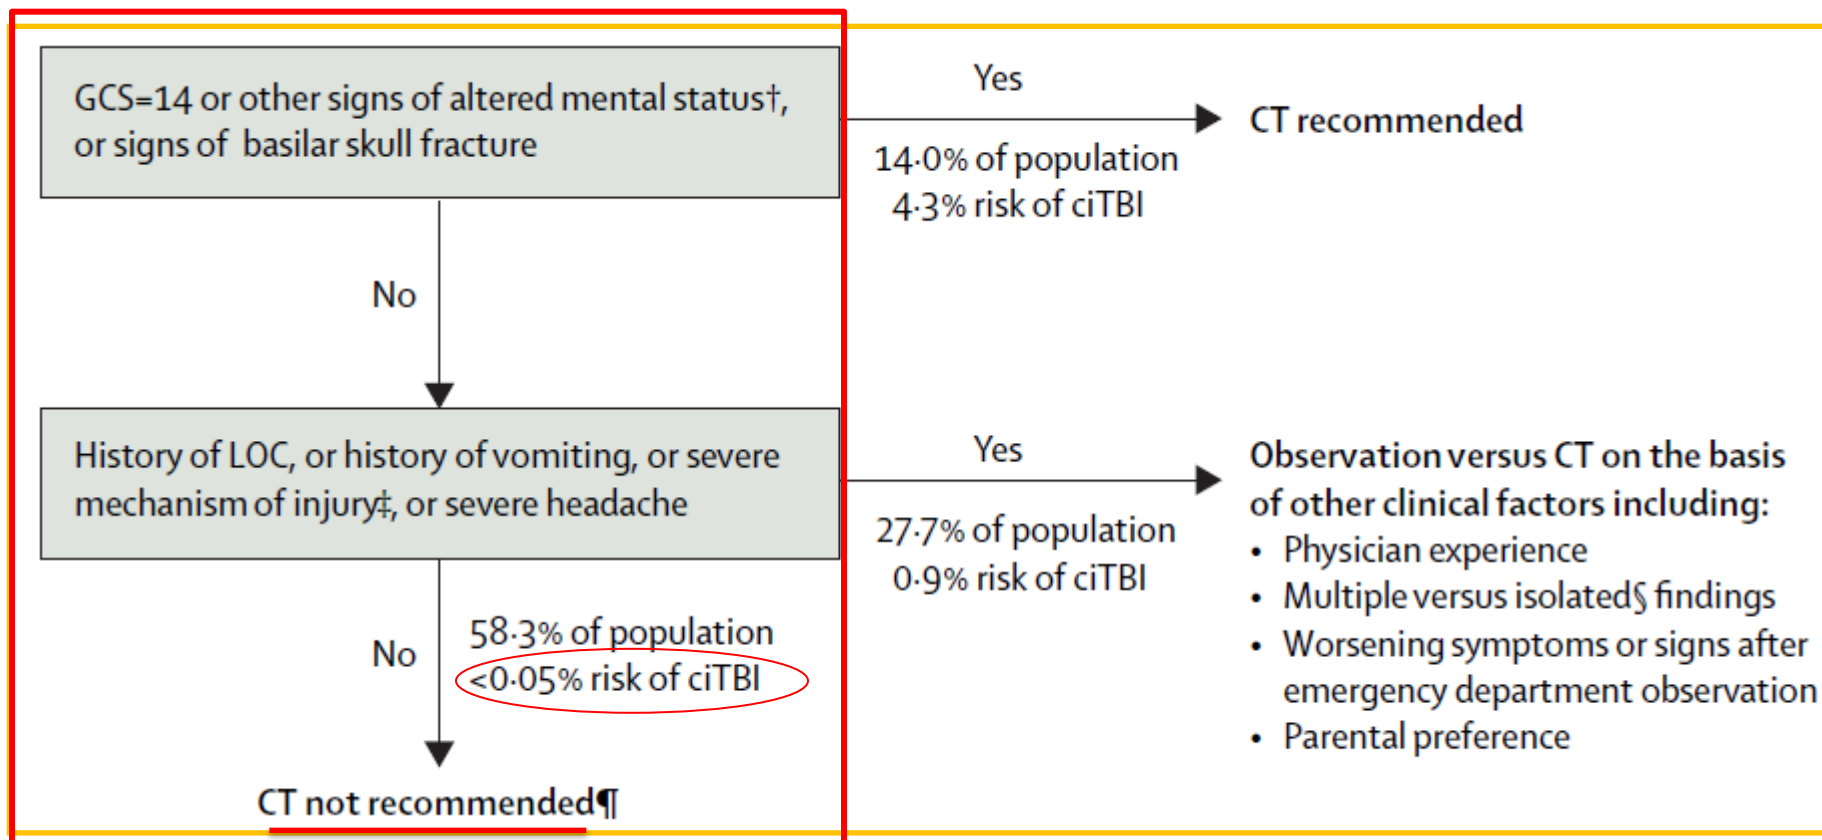 GCS=14 or other signs of altered mental status†,
or signs of basilar skull fracture
Yes
14·0% of population
4·3% risk of ciTBI
CT recommended
No
History of LOC, or history of vomiting, or severe
mechanism of injury‡, or severe headache
Yes
27·7% of population
0·9% risk of ciTBI
Observation versus CT on the basis
of other clinical factors including:
• Physician experience
• Multiple versus isolated§ findings
• Worsening symptoms or signs after
emergency department observation
• Parental preference
No
58·3% of population
<0·05% risk of ciTBI
CT not recommended¶